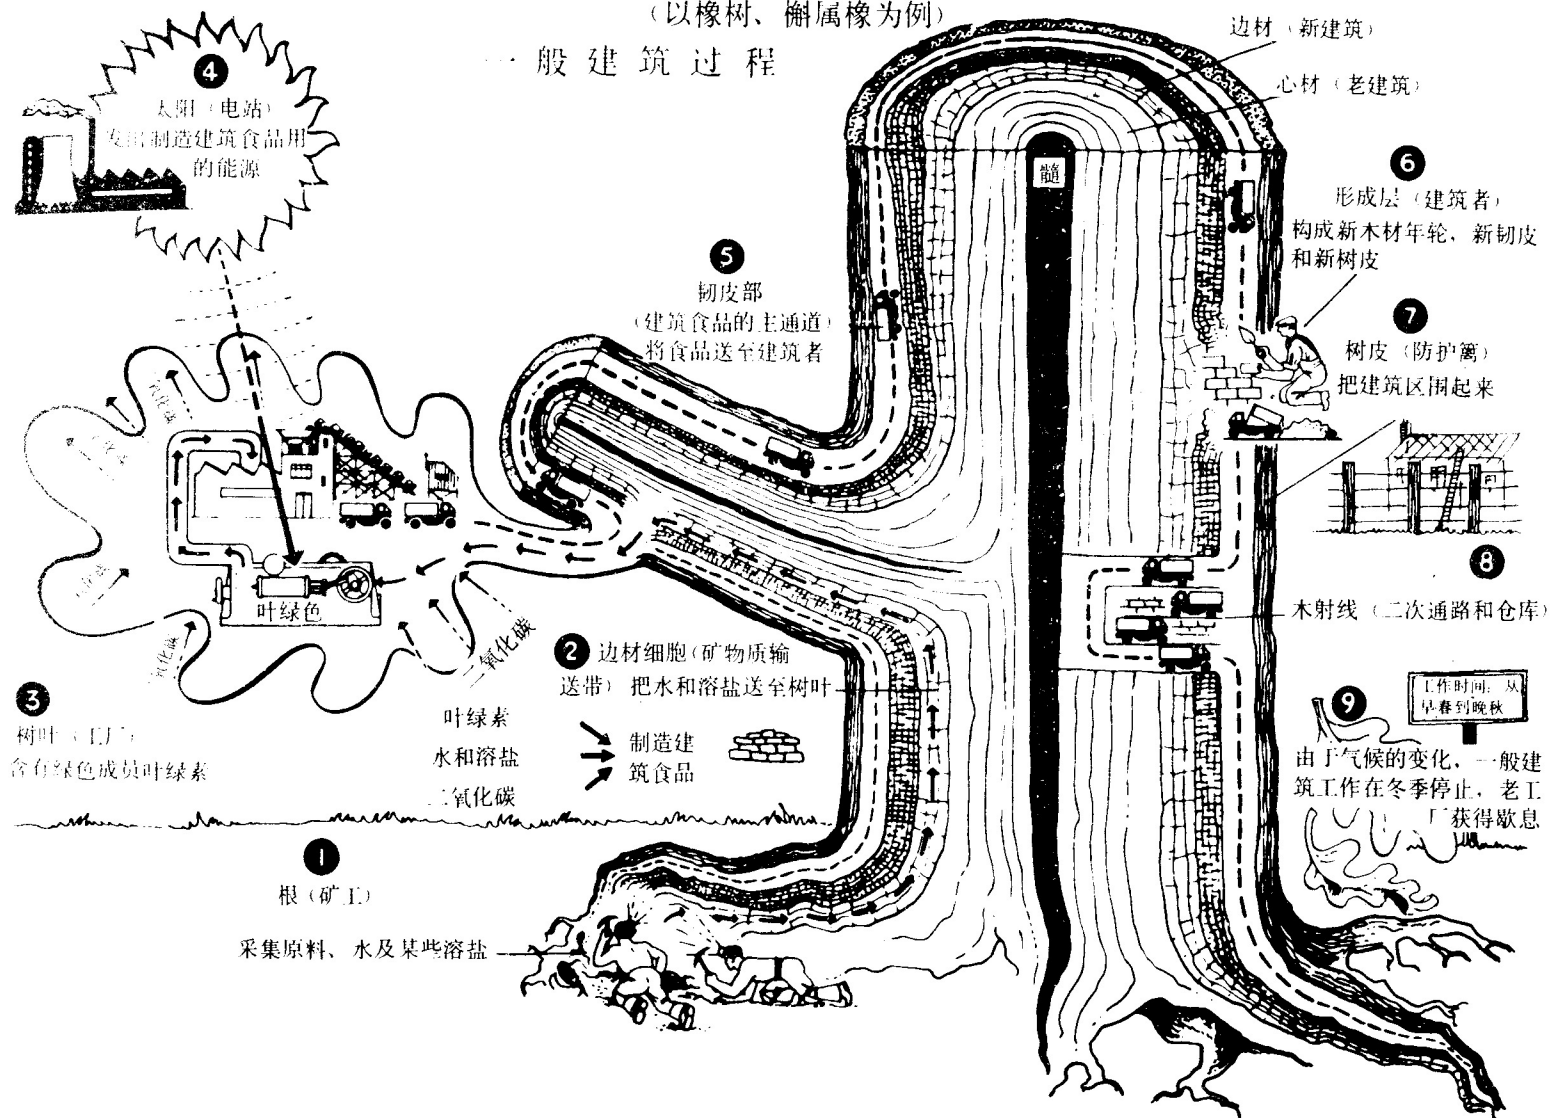 （以橡树、槲属橡为例）
一般建筑过程
边材（新建筑）
心材（老建筑）
4
太阳（电站）
发出制造建筑食品用
的能源
髓
6
形成层（建筑者）
构成新木材年轮，新韧皮
和新树皮
5
韧皮部
（建筑食品的主通道）
将食品送至建筑者
7
树皮（防护篱）
把建筑区围起来
8
木射线（二次通路和仓库）
叶绿色
二氧化碳
2 边材细胞（矿物质输
送带）把水和溶盐送至树叶
3
树叶（工厂）
含有绿色成员叶绿素
叶绿素
水和溶盐
二氧化碳
制造建
筑食品
9
工作时间：从
早春到晚秋
由于气候的变化，一般建
筑工作在冬季停止，老工
厂获得歇息
1
根（矿工）
采集原料、水及某些溶盐